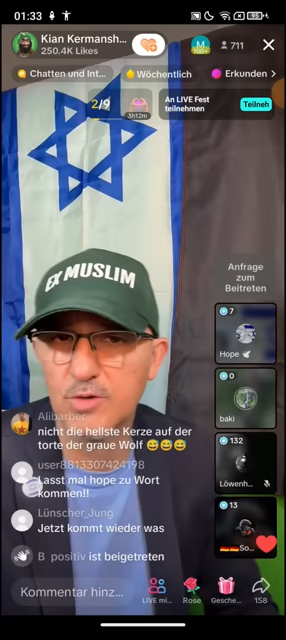 01:33
95
Kian Kermansh...
250.4K Likes
M
711
Chatten und Int...
Wöchentlich
Erkunden
2/9
3h12m
An LIVE Fest
teilnehmen
Teilneh
EX MUSLIM
Anfrage
zum
Beitreten
7
Hope
0
baki
132
Löwenh...
13
So...
Alibarber
nicht die hellste Kerze auf der
torte der graue Wolf 😅😅😅
user8813307424198
Lasst mal hope zu Wort
kommen!!
Lünscher_Jung
Jetzt kommt wieder was
B positiv ist beigetreten
Kommentar hinz...
LIVE mi...
Rose
Gesche...
158